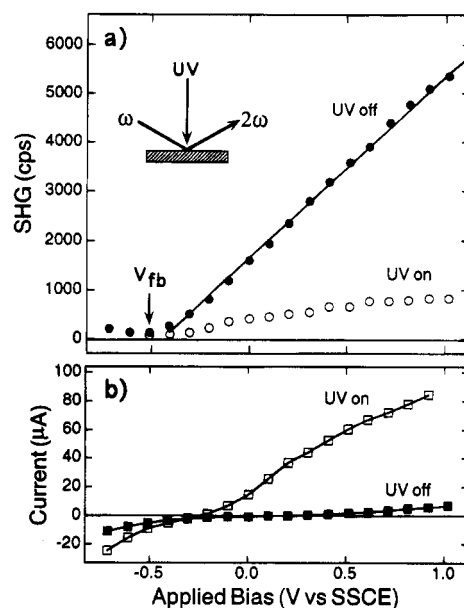 a)
6000
5000
4000
3000
2000
1000
0
SHG (cps)
UV
ω
2ω
UV off
Vfb
UV on
b)
80
60
40
20
0
-20
Current (μA)
UV on
UV off
-0.5
0.0
0.5
1.0
Applied Bias (V vs SSCE)